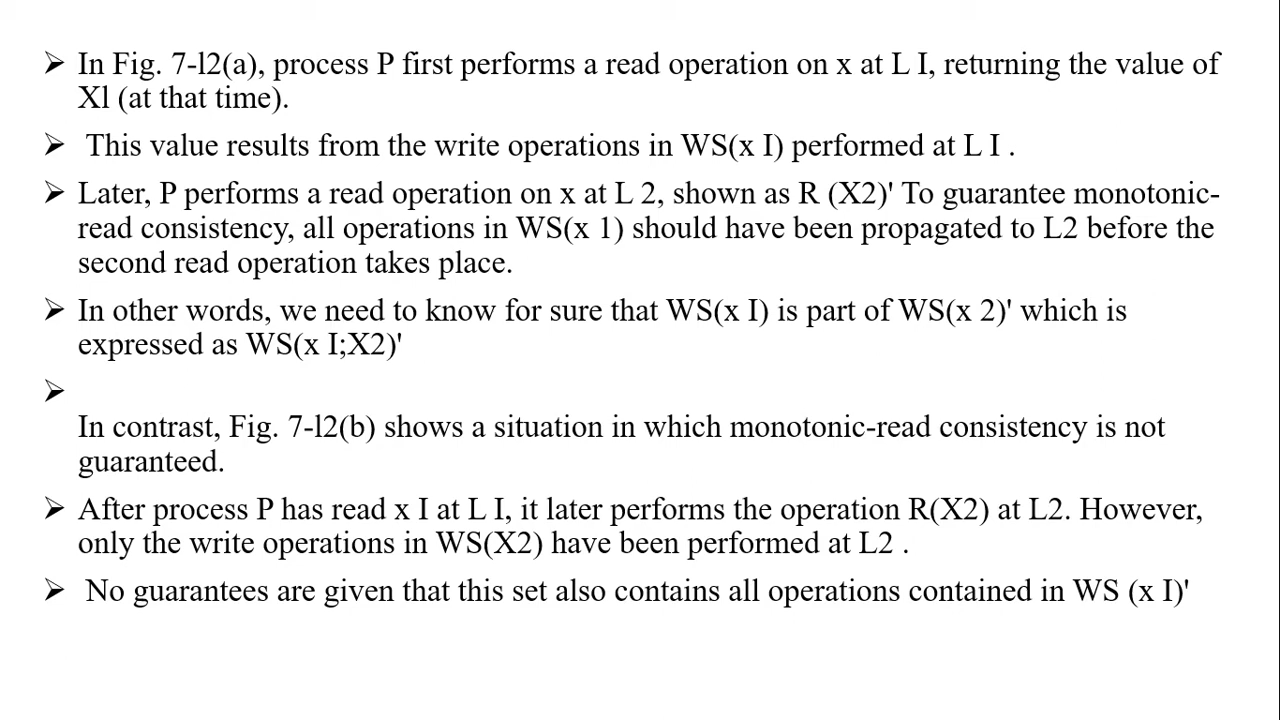 ➢ In Fig. 7-l2(a), process P first performs a read operation on x at L I, returning the value of
Xl (at that time).
➢ This value results from the write operations in WS(x I) performed at L I .
➢ Later, P performs a read operation on x at L 2, shown as R (X2)' To guarantee monotonic-
read consistency, all operations in WS(x 1) should have been propagated to L2 before the
second read operation takes place.
➢ In other words, we need to know for sure that WS(x I) is part of WS(x 2)' which is
expressed as WS(x I;X2)'
➢
In contrast, Fig. 7-l2(b) shows a situation in which monotonic-read consistency is not
guaranteed.
➢ After process P has read x I at L I, it later performs the operation R(X2) at L2. However,
only the write operations in WS(X2) have been performed at L2 .
➢ No guarantees are given that this set also contains all operations contained in WS (x I)'